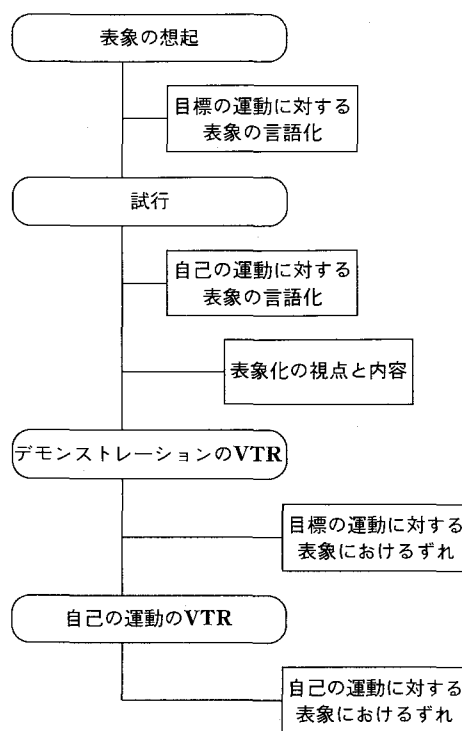 表象の想起
目標の運動に対する
表象の言語化
試行
自己の運動に対する
表象の言語化
表象化の視点と内容
デモンストレーションのVTR
目標の運動に対する
表象におけるずれ
自己の運動のVTR
自己の運動に対する
表象におけるずれ